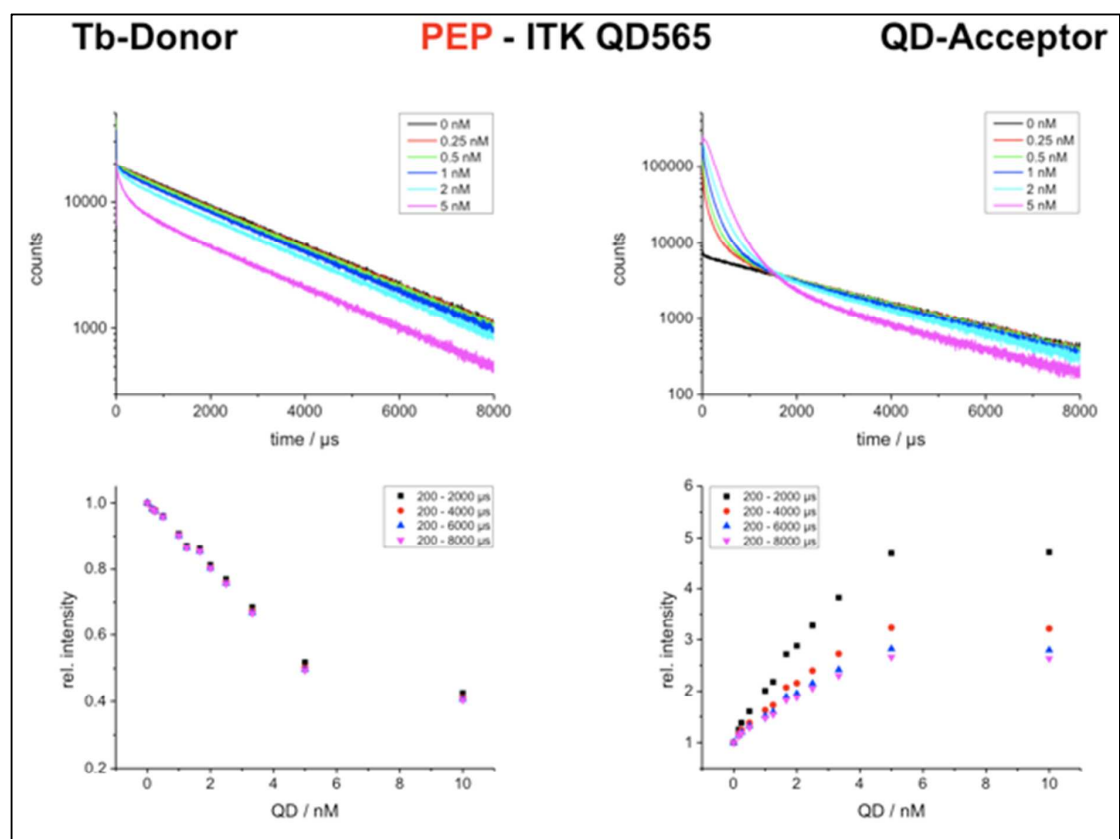 Tb-Donor PEP - ITK QD565 QD-Acceptor
0 nM
0.25 nM
0.5 nM
1 nM
2 nM
5 nM
10000
1000
counts
0 2000 4000 6000 8000
time / µs
0 nM
0.25 nM
0.5 nM
1 nM
2 nM
5 nM
100000
10000
1000
100
counts
0 2000 4000 6000 8000
time / µs
200 - 2000 µs
200 - 4000 µs
200 - 6000 µs
200 - 8000 µs
1.0
0.8
0.6
0.4
0.2
rel. intensity
0 2 4 6 8 10
QD / nM
200 - 2000 µs
200 - 4000 µs
200 - 6000 µs
200 - 8000 µs
6
5
4
3
2
1
rel. intensity
0 2 4 6 8 10
QD / nM